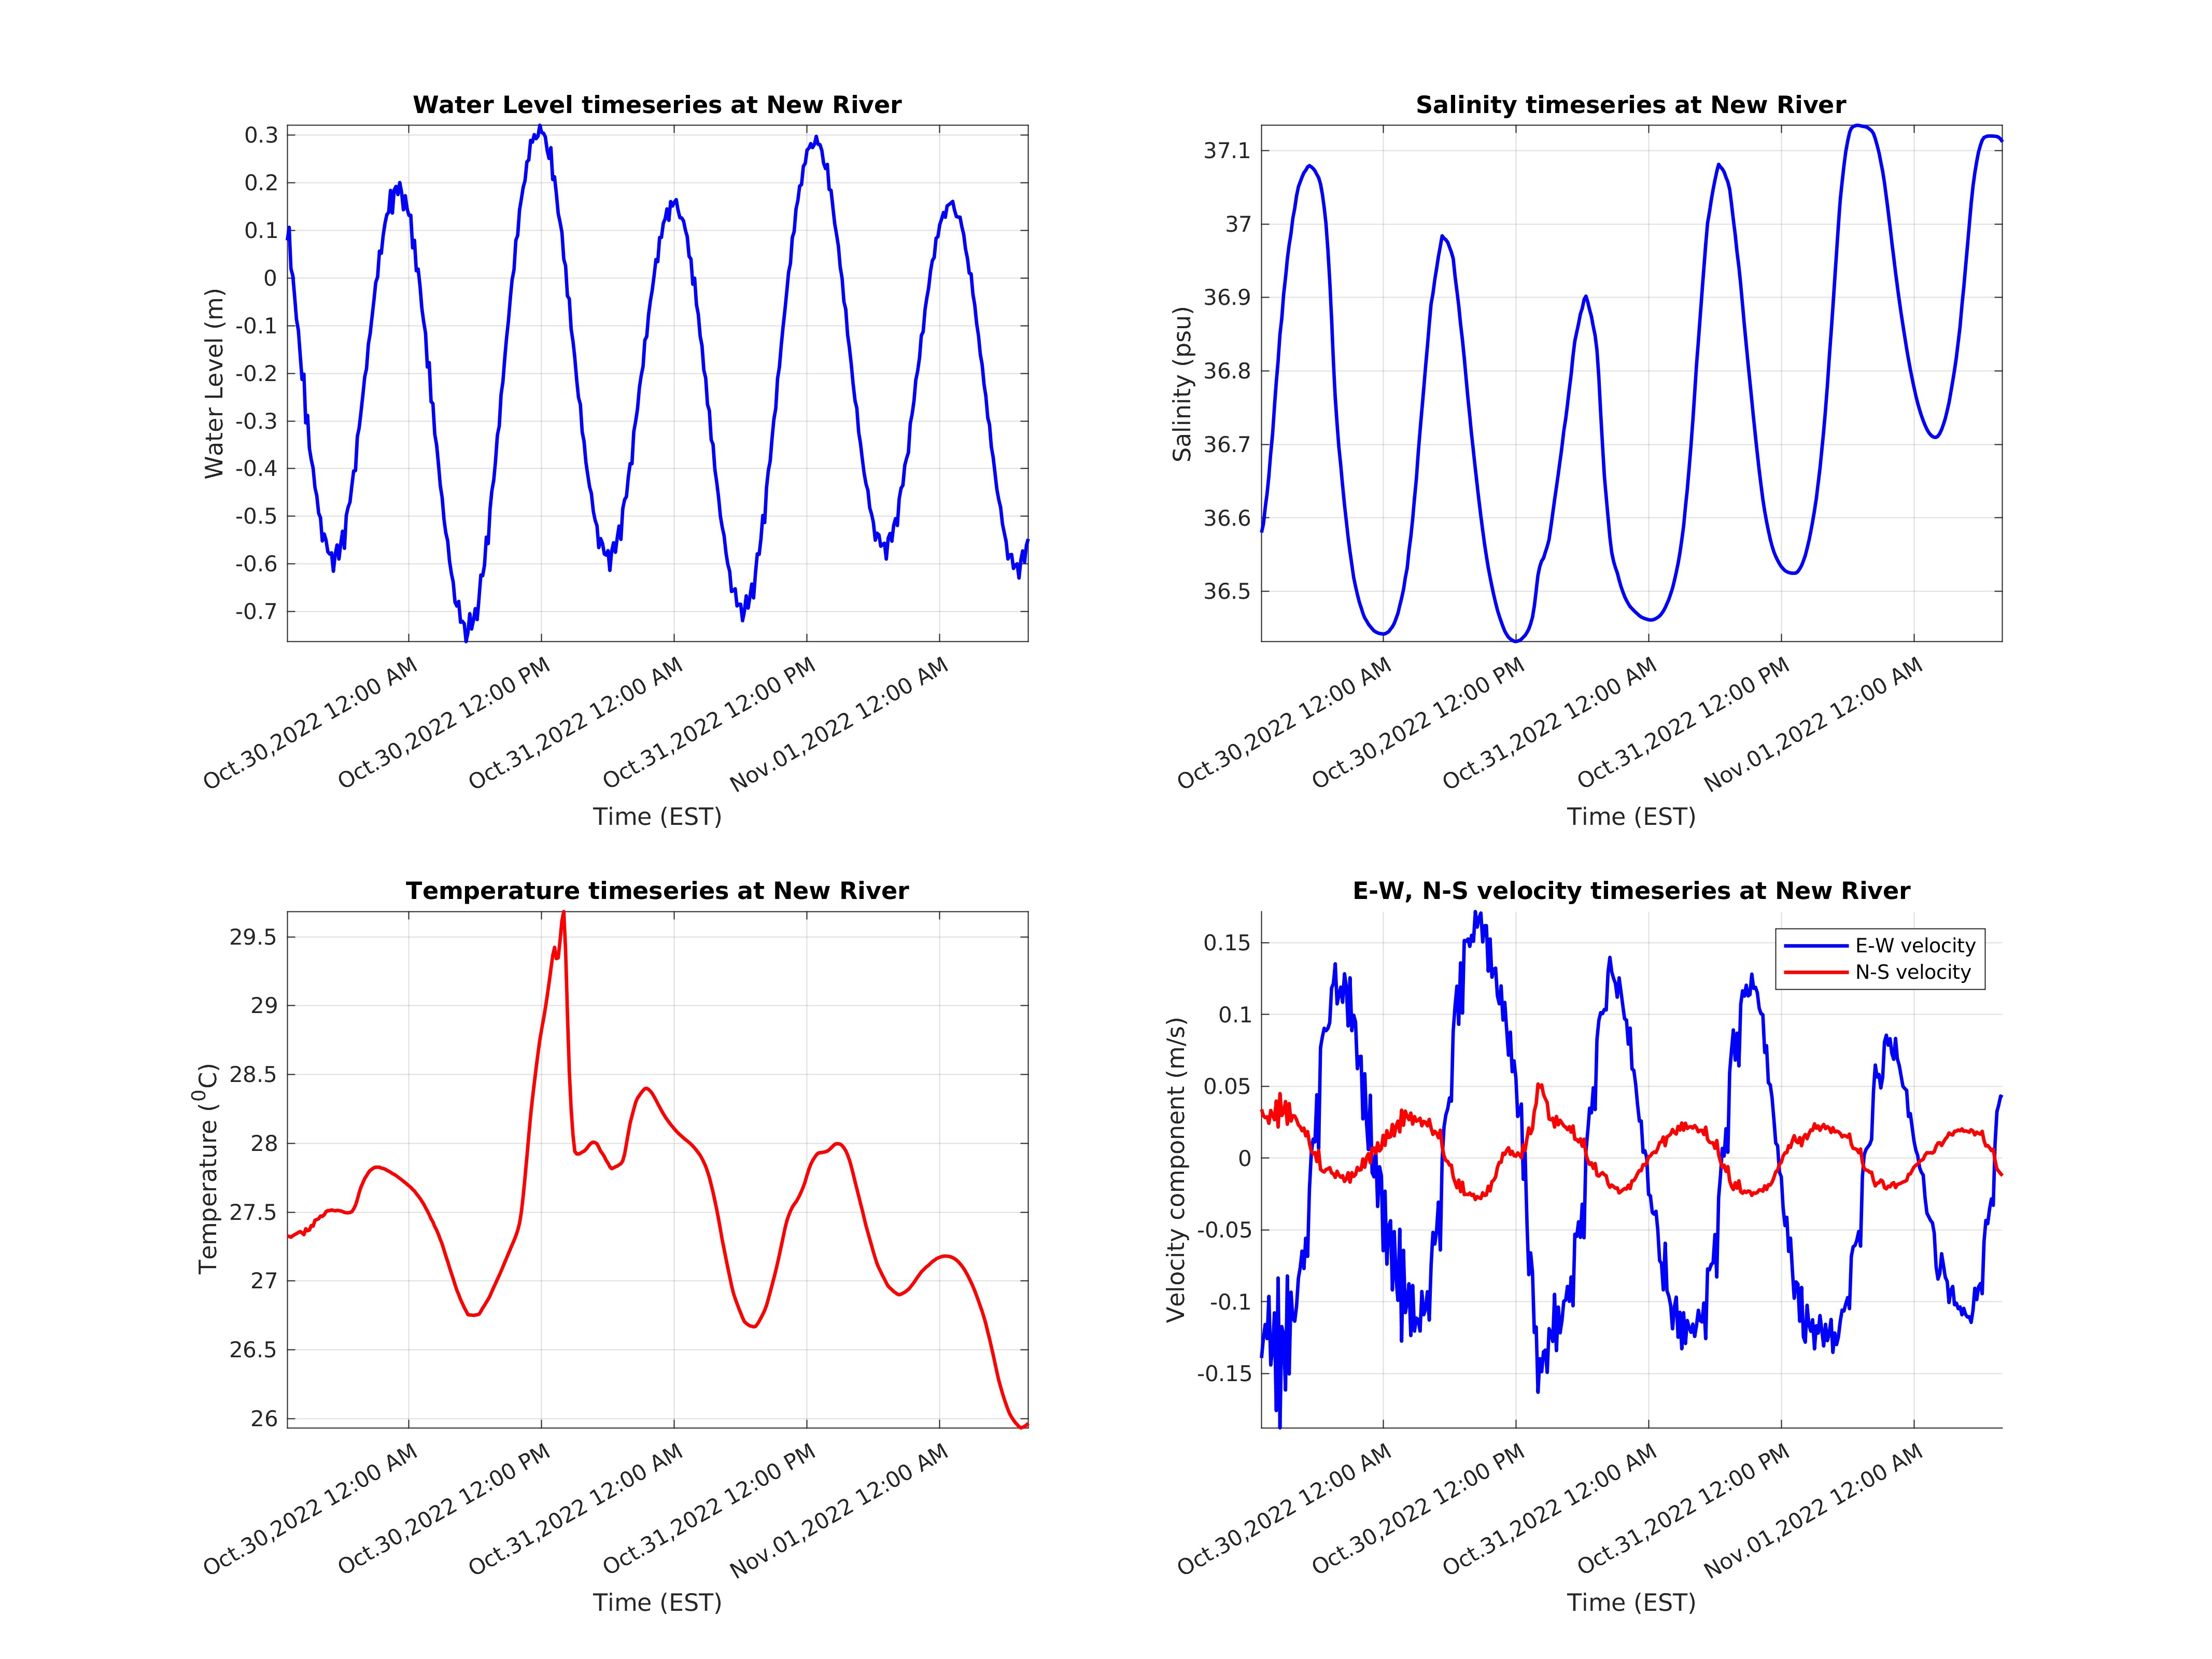 Water Level timeseries at New River
Water Level (m)
0.3
0.2
0.1
0
-0.1
-0.2
-0.3
-0.4
-0.5
-0.6
-0.7
Oct.30,2022 12:00 AM
Oct.30,2022 12:00 PM
Oct.31,2022 12:00 AM
Oct.31,2022 12:00 PM
Nov.01,2022 12:00 AM
Time (EST)
Salinity timeseries at New River
Salinity (psu)
37.1
37
36.9
36.8
36.7
36.6
36.5
Oct.30,2022 12:00 AM
Oct.30,2022 12:00 PM
Oct.31,2022 12:00 AM
Oct.31,2022 12:00 PM
Nov.01,2022 12:00 AM
Time (EST)
Temperature timeseries at New River
Temperature (⁰C)
29.5
29
28.5
28
27.5
27
26.5
26
Oct.30,2022 12:00 AM
Oct.30,2022 12:00 PM
Oct.31,2022 12:00 AM
Oct.31,2022 12:00 PM
Nov.01,2022 12:00 AM
Time (EST)
E-W, N-S velocity timeseries at New River
Velocity component (m/s)
0.15
0.1
0.05
0
-0.05
-0.1
-0.15
E-W velocity
N-S velocity
Oct.30,2022 12:00 AM
Oct.30,2022 12:00 PM
Oct.31,2022 12:00 AM
Oct.31,2022 12:00 PM
Nov.01,2022 12:00 AM
Time (EST)